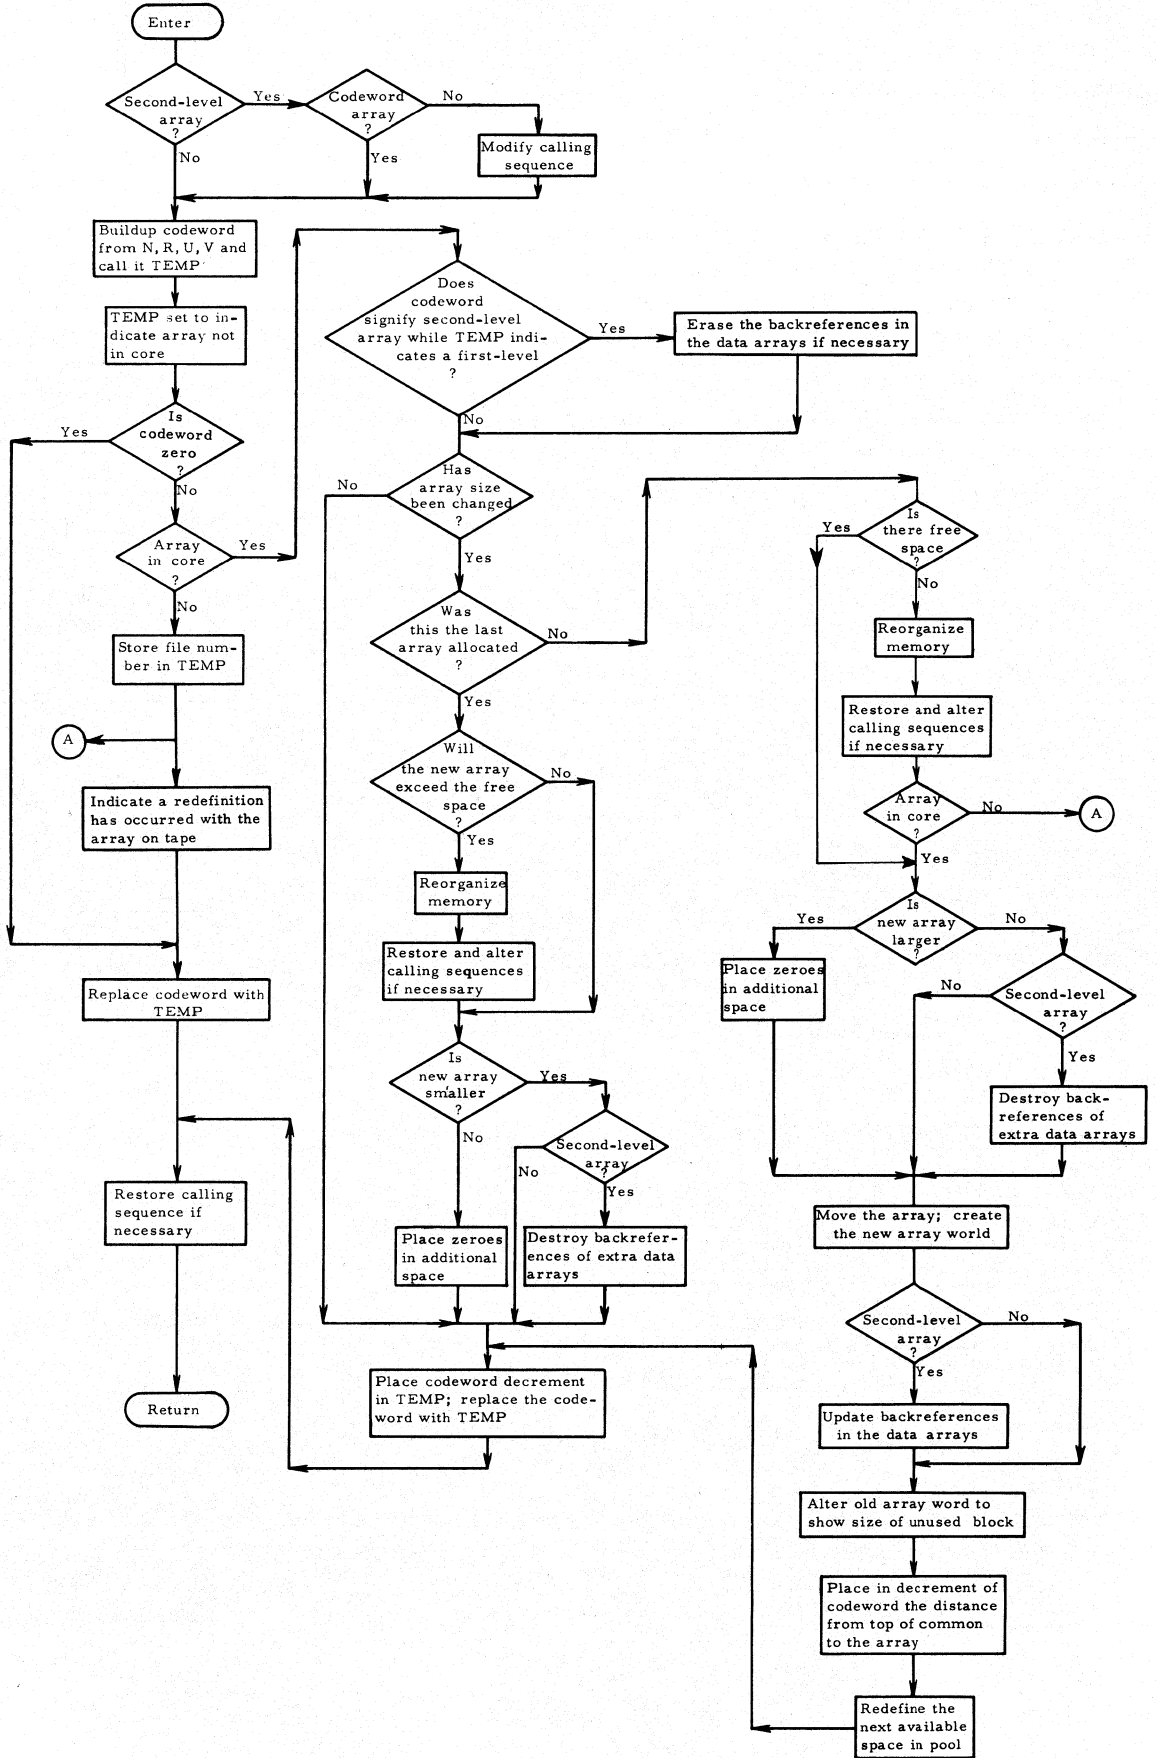 Enter
Second-level
array
?
Yes
No
Codeword
array
?
No
Yes
Modify calling
sequence
Buildup codeword
from N, R, U, V and
call it TEMP
TEMP set to in-
dicate array not
in core
Is
codeword
zero
?
Yes
No
Array
in core
?
Yes
No
Store file num-
ber in TEMP
A
Indicate a redefinition
has occurred with the
array on tape
Replace codeword with
TEMP
Restore calling
sequence if
necessary
Return
Does
codeword
signify second-level
array while TEMP indi-
cates a first-level
?
Yes
No
Erase the backreferences in
the data arrays if necessary
Has
array size
been changed
?
No
Yes
Was
this the last
array allocated
?
No
Yes
Will
the new array
exceed the free
space
?
No
Yes
Reorganize
memory
Restore and alter
calling sequences
if necessary
Is
new array
smaller
?
Yes
No
Second-level
array
?
No
Yes
Place zeroes
in additional
space
Destroy backrefer-
ences of extra data
arrays
Place codeword decrement
in TEMP; replace the code-
word with TEMP
Is
there free
space
?
Yes
No
Reorganize
memory
Restore and alter
calling sequences
if necessary
Array
in core
?
No
A
Yes
Is
new array
larger
?
Yes
No
Place zeroes
in additional
space
Second-level
array
?
No
Yes
Destroy back-
references of
extra data arrays
Move the array; create
the new array world
Second-level
array
?
No
Yes
Update backreferences
in the data arrays
Alter old array word to
show size of unused block
Place in decrement of
codeword the distance
from top of common
to the array
Redefine the
next available
space in pool